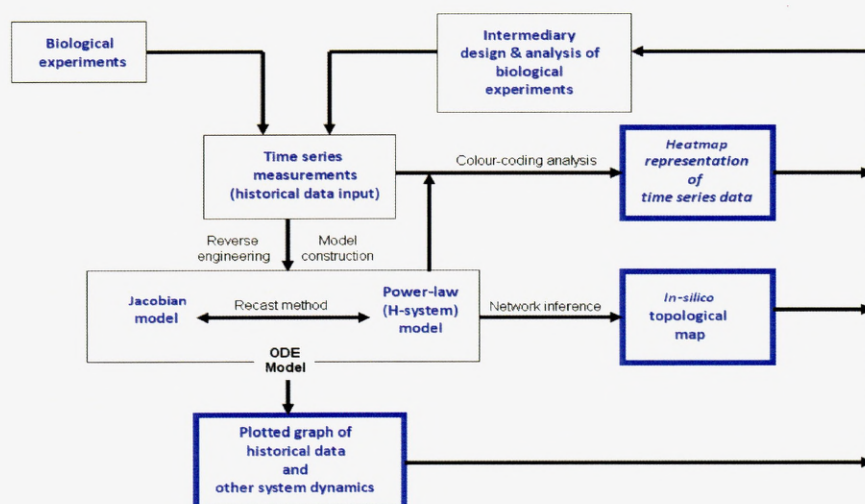 Biological
experiments
Intermediary
design & analysis of
biological
experiments
Time series
measurements
(historical data input)
Colour-coding analysis
Heatmap
representation
of
time series data
Reverse
engineering
Model
construction
Jacobian
model
Recast method
Power-law
(H-system)
model
Network inference
In-silico
topological
map
ODE
Model
Plotted graph of
historical data
and
other system dynamics